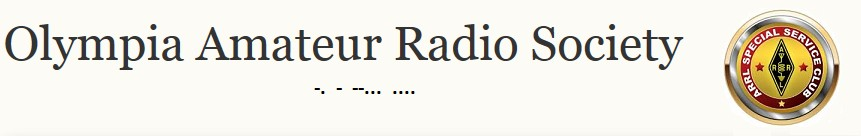 Olympia Amateur Radio Society
-. - --... ....
ARRL SPECIAL SERVICE CLUB
A
R R
L